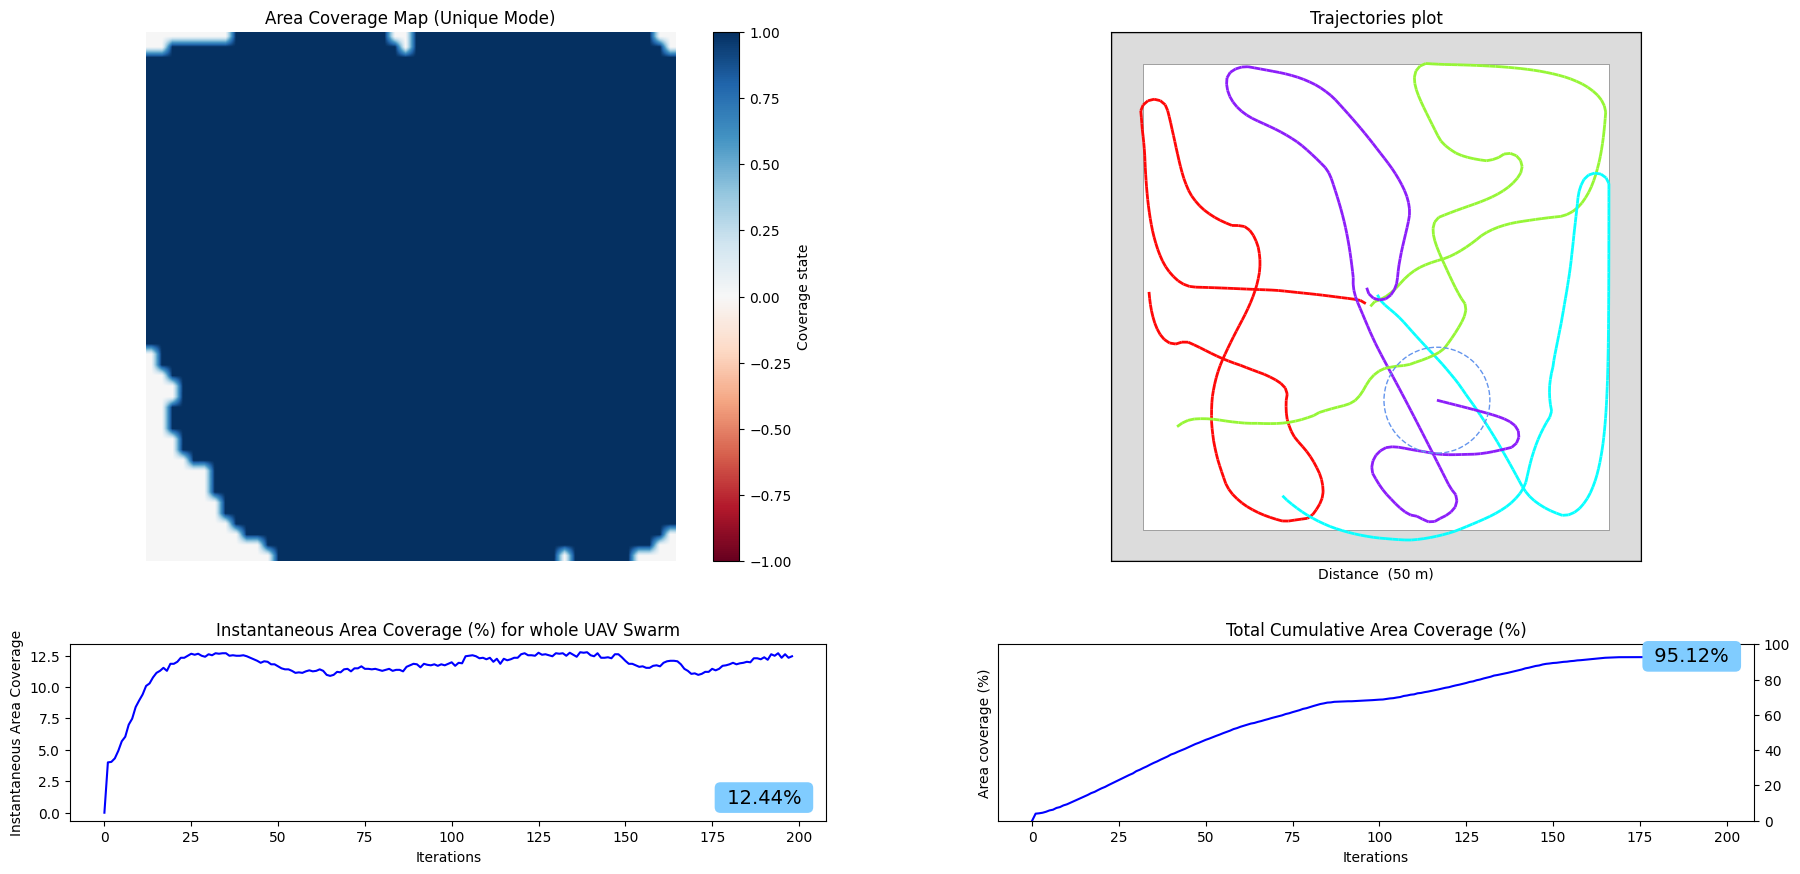 Area Coverage Map (Unique Mode)
1.00
0.75
0.50
0.25
0.00
−0.25
−0.50
−0.75
−1.00
Coverage state
Trajectories plot
Distance (50 m)
Instantaneous Area Coverage (%) for whole UAV Swarm
Instantaneous Area Coverage
12.5
10.0
7.5
5.0
2.5
0.0
12.44%
0 25 50 75 100 125 150 175 200
Iterations
Total Cumulative Area Coverage (%)
Area coverage (%)
95.12%
100
80
60
40
20
0
0 25 50 75 100 125 150 175 200
Iterations